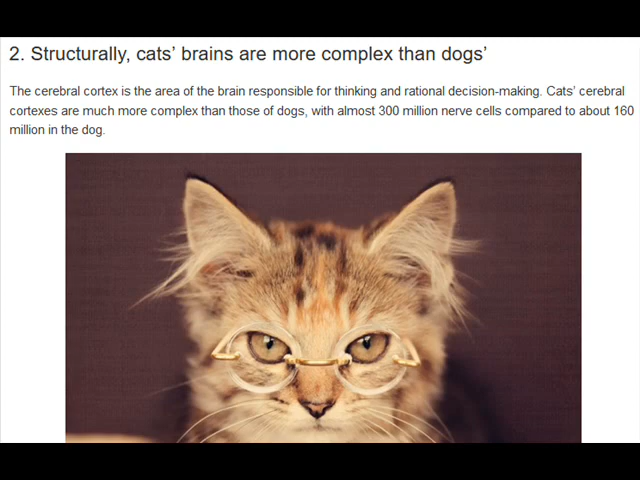 2. Structurally, cats’ brains are more complex than dogs’
The cerebral cortex is the area of the brain responsible for thinking and rational decision-making. Cats’ cerebral
cortexes are much more complex than those of dogs, with almost 300 million nerve cells compared to about 160
million in the dog.